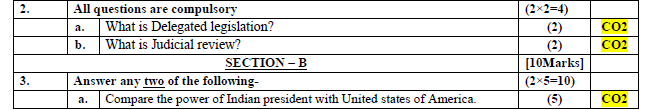 2. All questions are compulsory (2×2=4)
a. What is Delegated legislation? (2) CO2
b. What is Judicial review? (2) CO2
SECTION – B [10Marks]
3. Answer any two of the following- (2×5=10)
a. Compare the power of Indian president with United states of America. (5) CO2